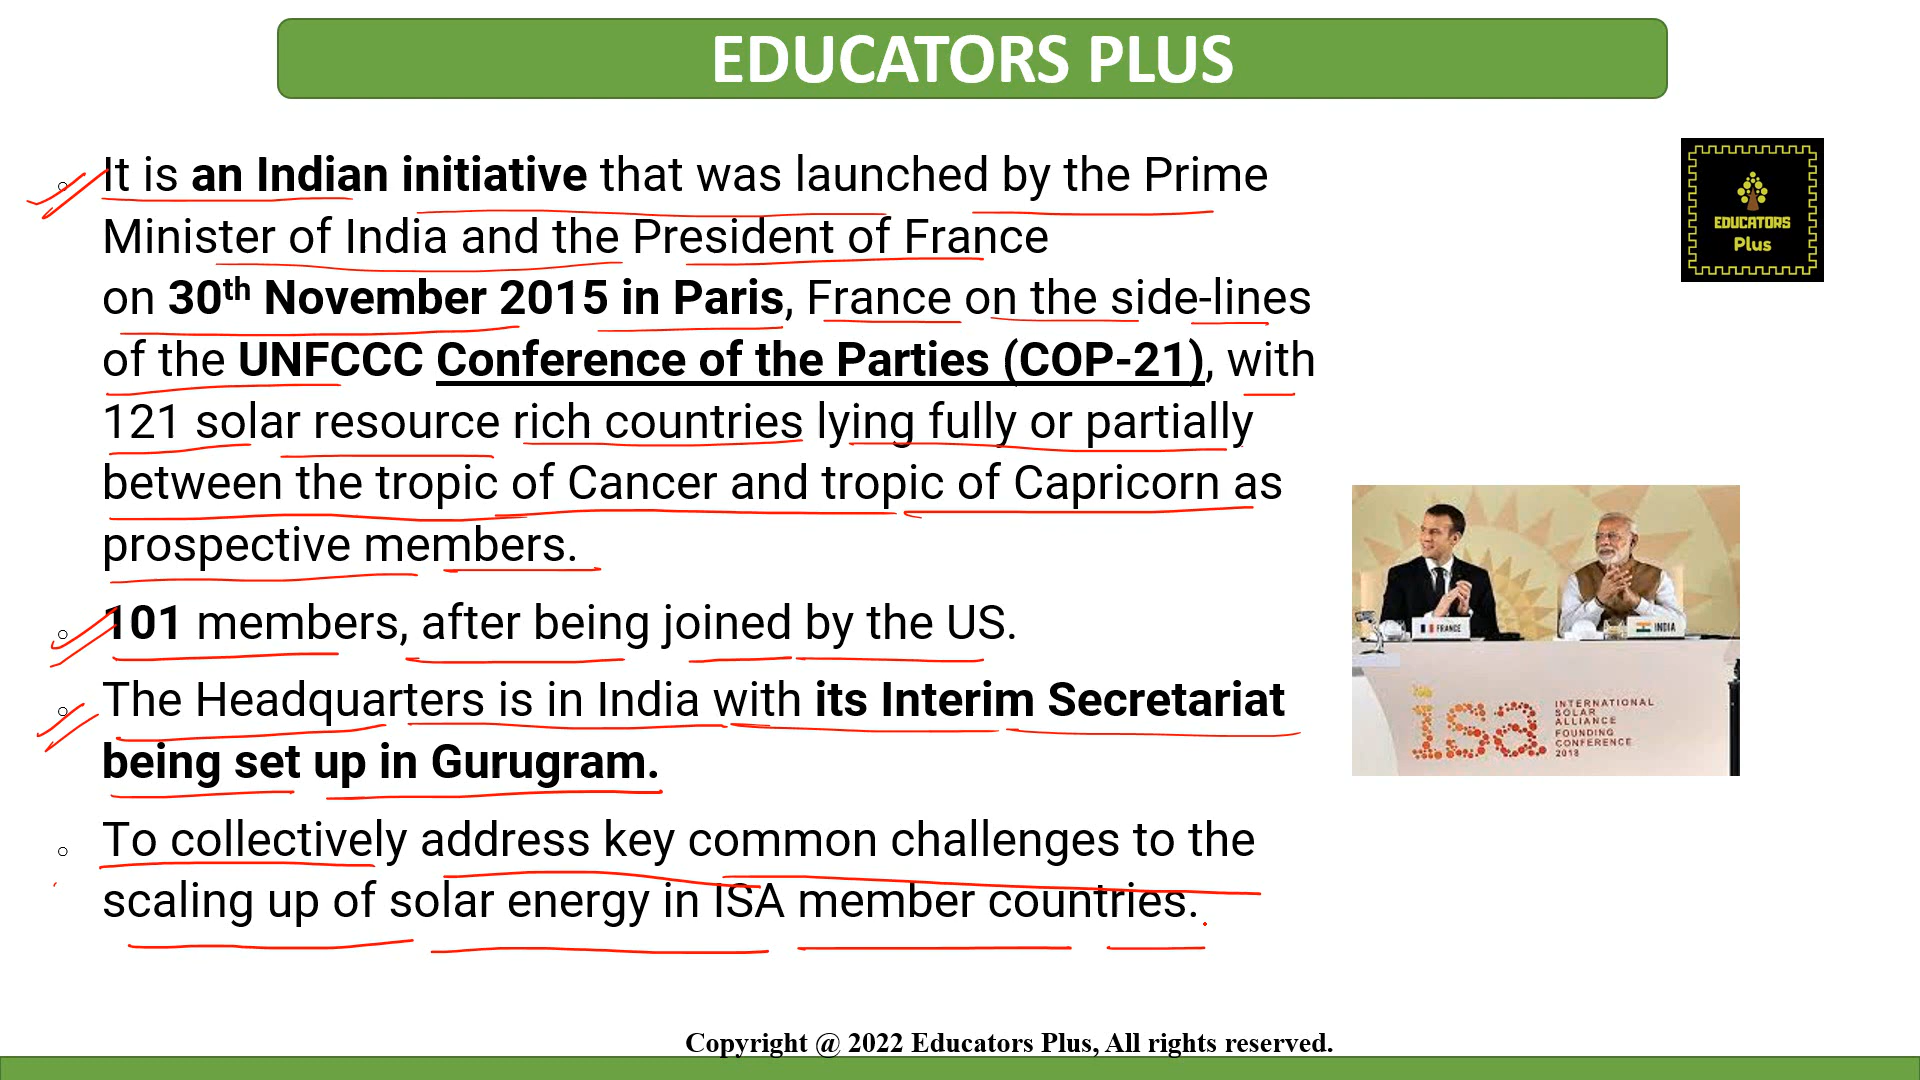 EDUCATORS PLUS
It is an Indian initiative that was launched by the Prime
Minister of India and the President of France
on 30th November 2015 in Paris, France on the side-lines
of the UNFCCC Conference of the Parties (COP-21), with
121 solar resource rich countries lying fully or partially
between the tropic of Cancer and tropic of Capricorn as
prospective members.
101 members, after being joined by the US.
The Headquarters is in India with its Interim Secretariat
being set up in Gurugram.
To collectively address key common challenges to the
scaling up of solar energy in ISA member countries.
EDUCATORS
Plus
FRANCE
INDIA
isa
INTERNATIONAL
SOLAR
ALLIANCE
FOUNDING
CONFERENCE
2018
Copyright @ 2022 Educators Plus, All rights reserved.